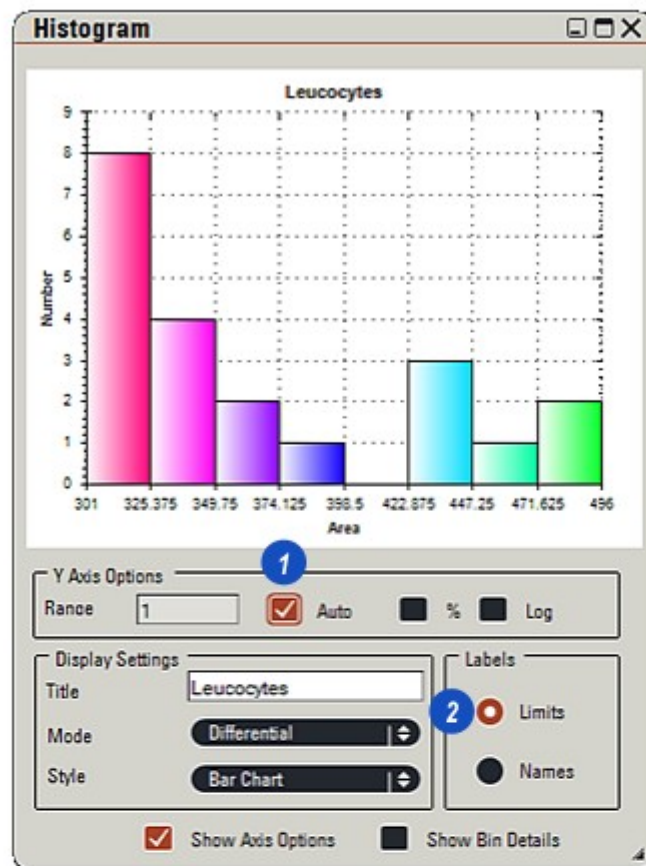 Histogram
Leucocytes
9
8
7
6
5
4
3
2
1
0
Number
301 325.375 349.75 374.125 398.5 422.875 447.25 471.625 496
Area
1
Y Axis Options
Range 1 Auto % Log
Display Settings
Title Leucocytes
Mode Differential
Style Bar Chart
Labels
2 Limits
Names
Show Axis Options Show Bin Details